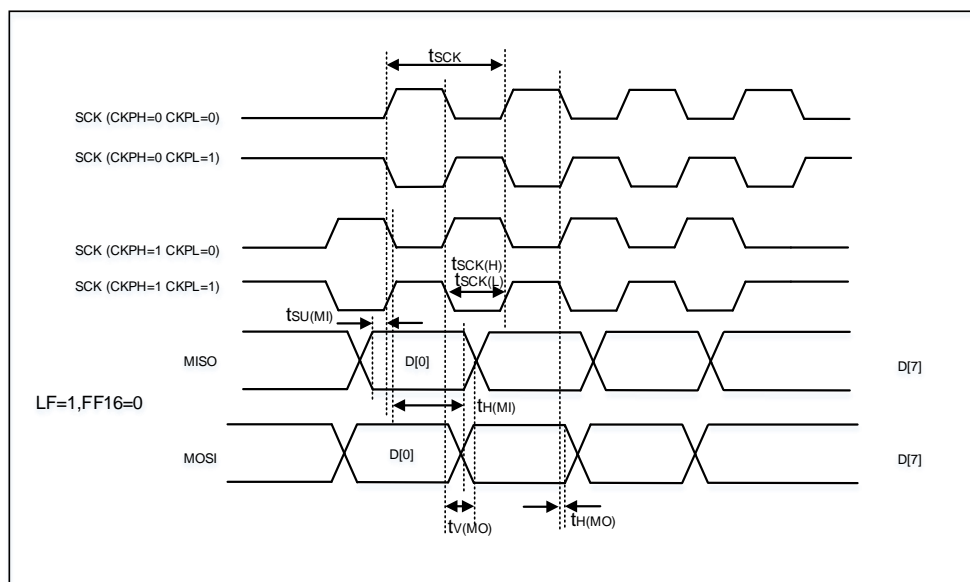 tSCK
SCK (CKPH=0 CKPL=0)
SCK (CKPH=0 CKPL=1)
SCK (CKPH=1 CKPL=0)
tSCK(H)
tSCK(L)
SCK (CKPH=1 CKPL=1)
tSU(MI)
MISO
D[0]
D[7]
LF=1,FF16=0
tH(MI)
MOSI
D[0]
D[7]
tV(MO)
tH(MO)